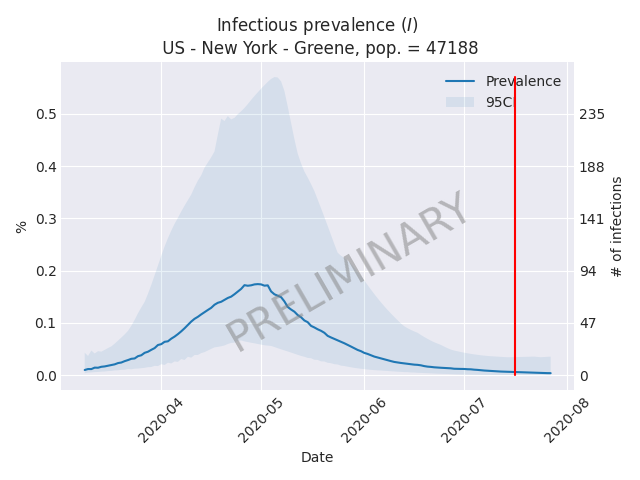 Infectious prevalence (I)
US - New York - Greene, pop. = 47188
Prevalence
95CI
0.5
0.4
0.3
0.2
0.1
0.0
%
235
188
141
94
47
0
# of infections
PRELIMINARY
2020-04
2020-05
2020-06
2020-07
2020-08
Date